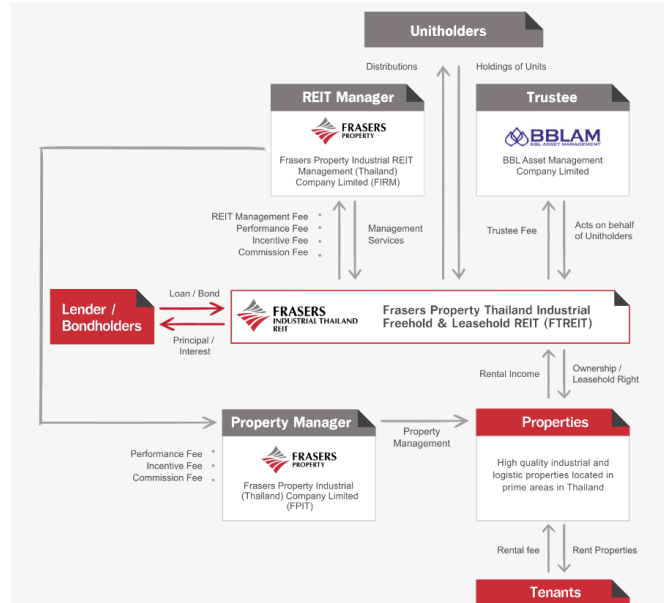 Unitholders
Distributions
Holdings of Units
REIT Manager
FRASERS
PROPERTY
Frasers Property Industrial REIT
Management (Thailand)
Company Limited (FIRM)
Trustee
BBLAM
BBL ASSET MANAGEMENT
BBL Asset Management
Company Limited
REIT Management Fee
Performance Fee
Incentive Fee
Commission Fee
Management
Services
Trustee Fee
Acts on behalf
of Unitholders
Lender /
Bondholders
Loan / Bond
Principal /
Interest
FRASERS
INDUSTRIAL THAILAND
REIT
Frasers Property Thailand Industrial
Freehold & Leasehold REIT (FTREIT)
Rental Income
Ownership /
Leasehold Right
Performance Fee
Incentive Fee
Commission Fee
Property Manager
FRASERS
PROPERTY
Frasers Property Industrial
(Thailand) Company Limited
(FPIT)
Property
Management
Properties
High quality industrial and
logistic properties located in
prime areas in Thailand
Rental fee
Rent Properties
Tenants